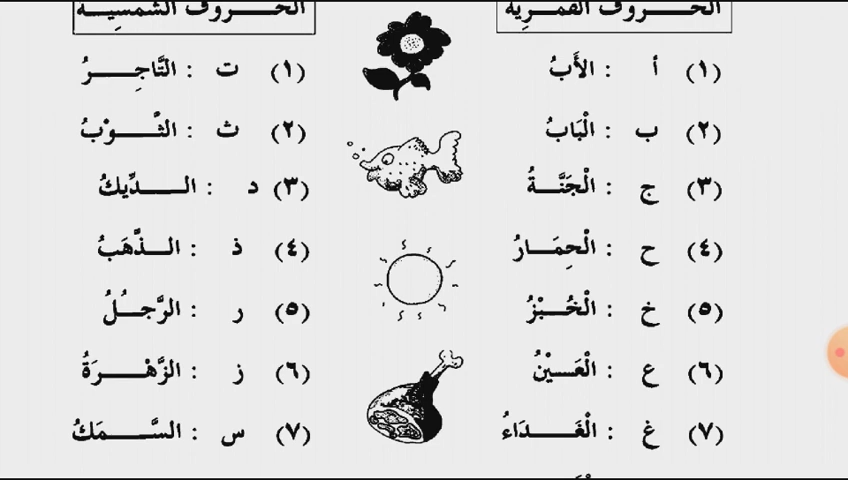 الحروف القمرية
(١) أ : الأَبُ
(٢) ب : الْبَابُ
(٣) ج : الْجَنَّةُ
(٤) ح : الْحِمَارُ
(٥) خ : الْخُبْزُ
(٦) ع : الْعَيْنُ
(٧) غ : الْغَدَاءُ
الحروف الشمسية
(١) ت : التَّاجِرُ
(٢) ث : الثَّوْبُ
(٣) د : الدِّيكُ
(٤) ذ : الذَّهَبُ
(٥) ر : الرَّجُلُ
(٦) ز : الزَّهْرَةُ
(٧) س : السَّمَكُ